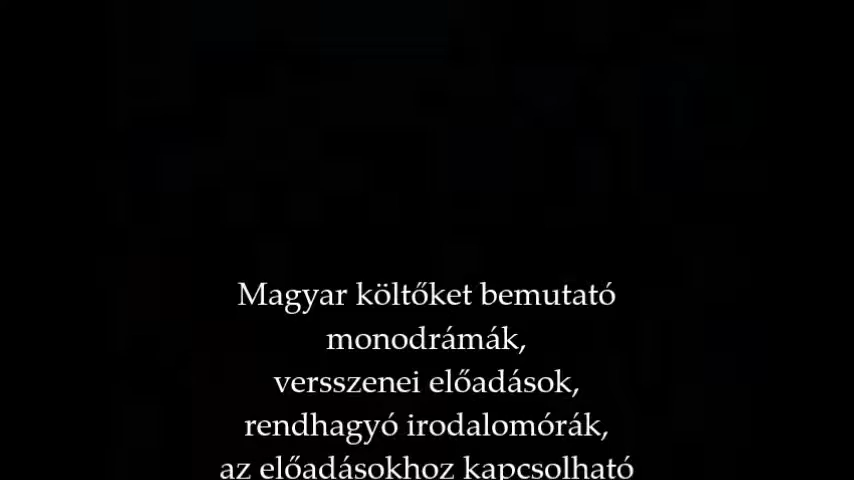 Magyar költőket bemutató
monodrámák,
versszenei előadások,
rendhagyó irodalomórák,
az előadásokhoz kapcsolható